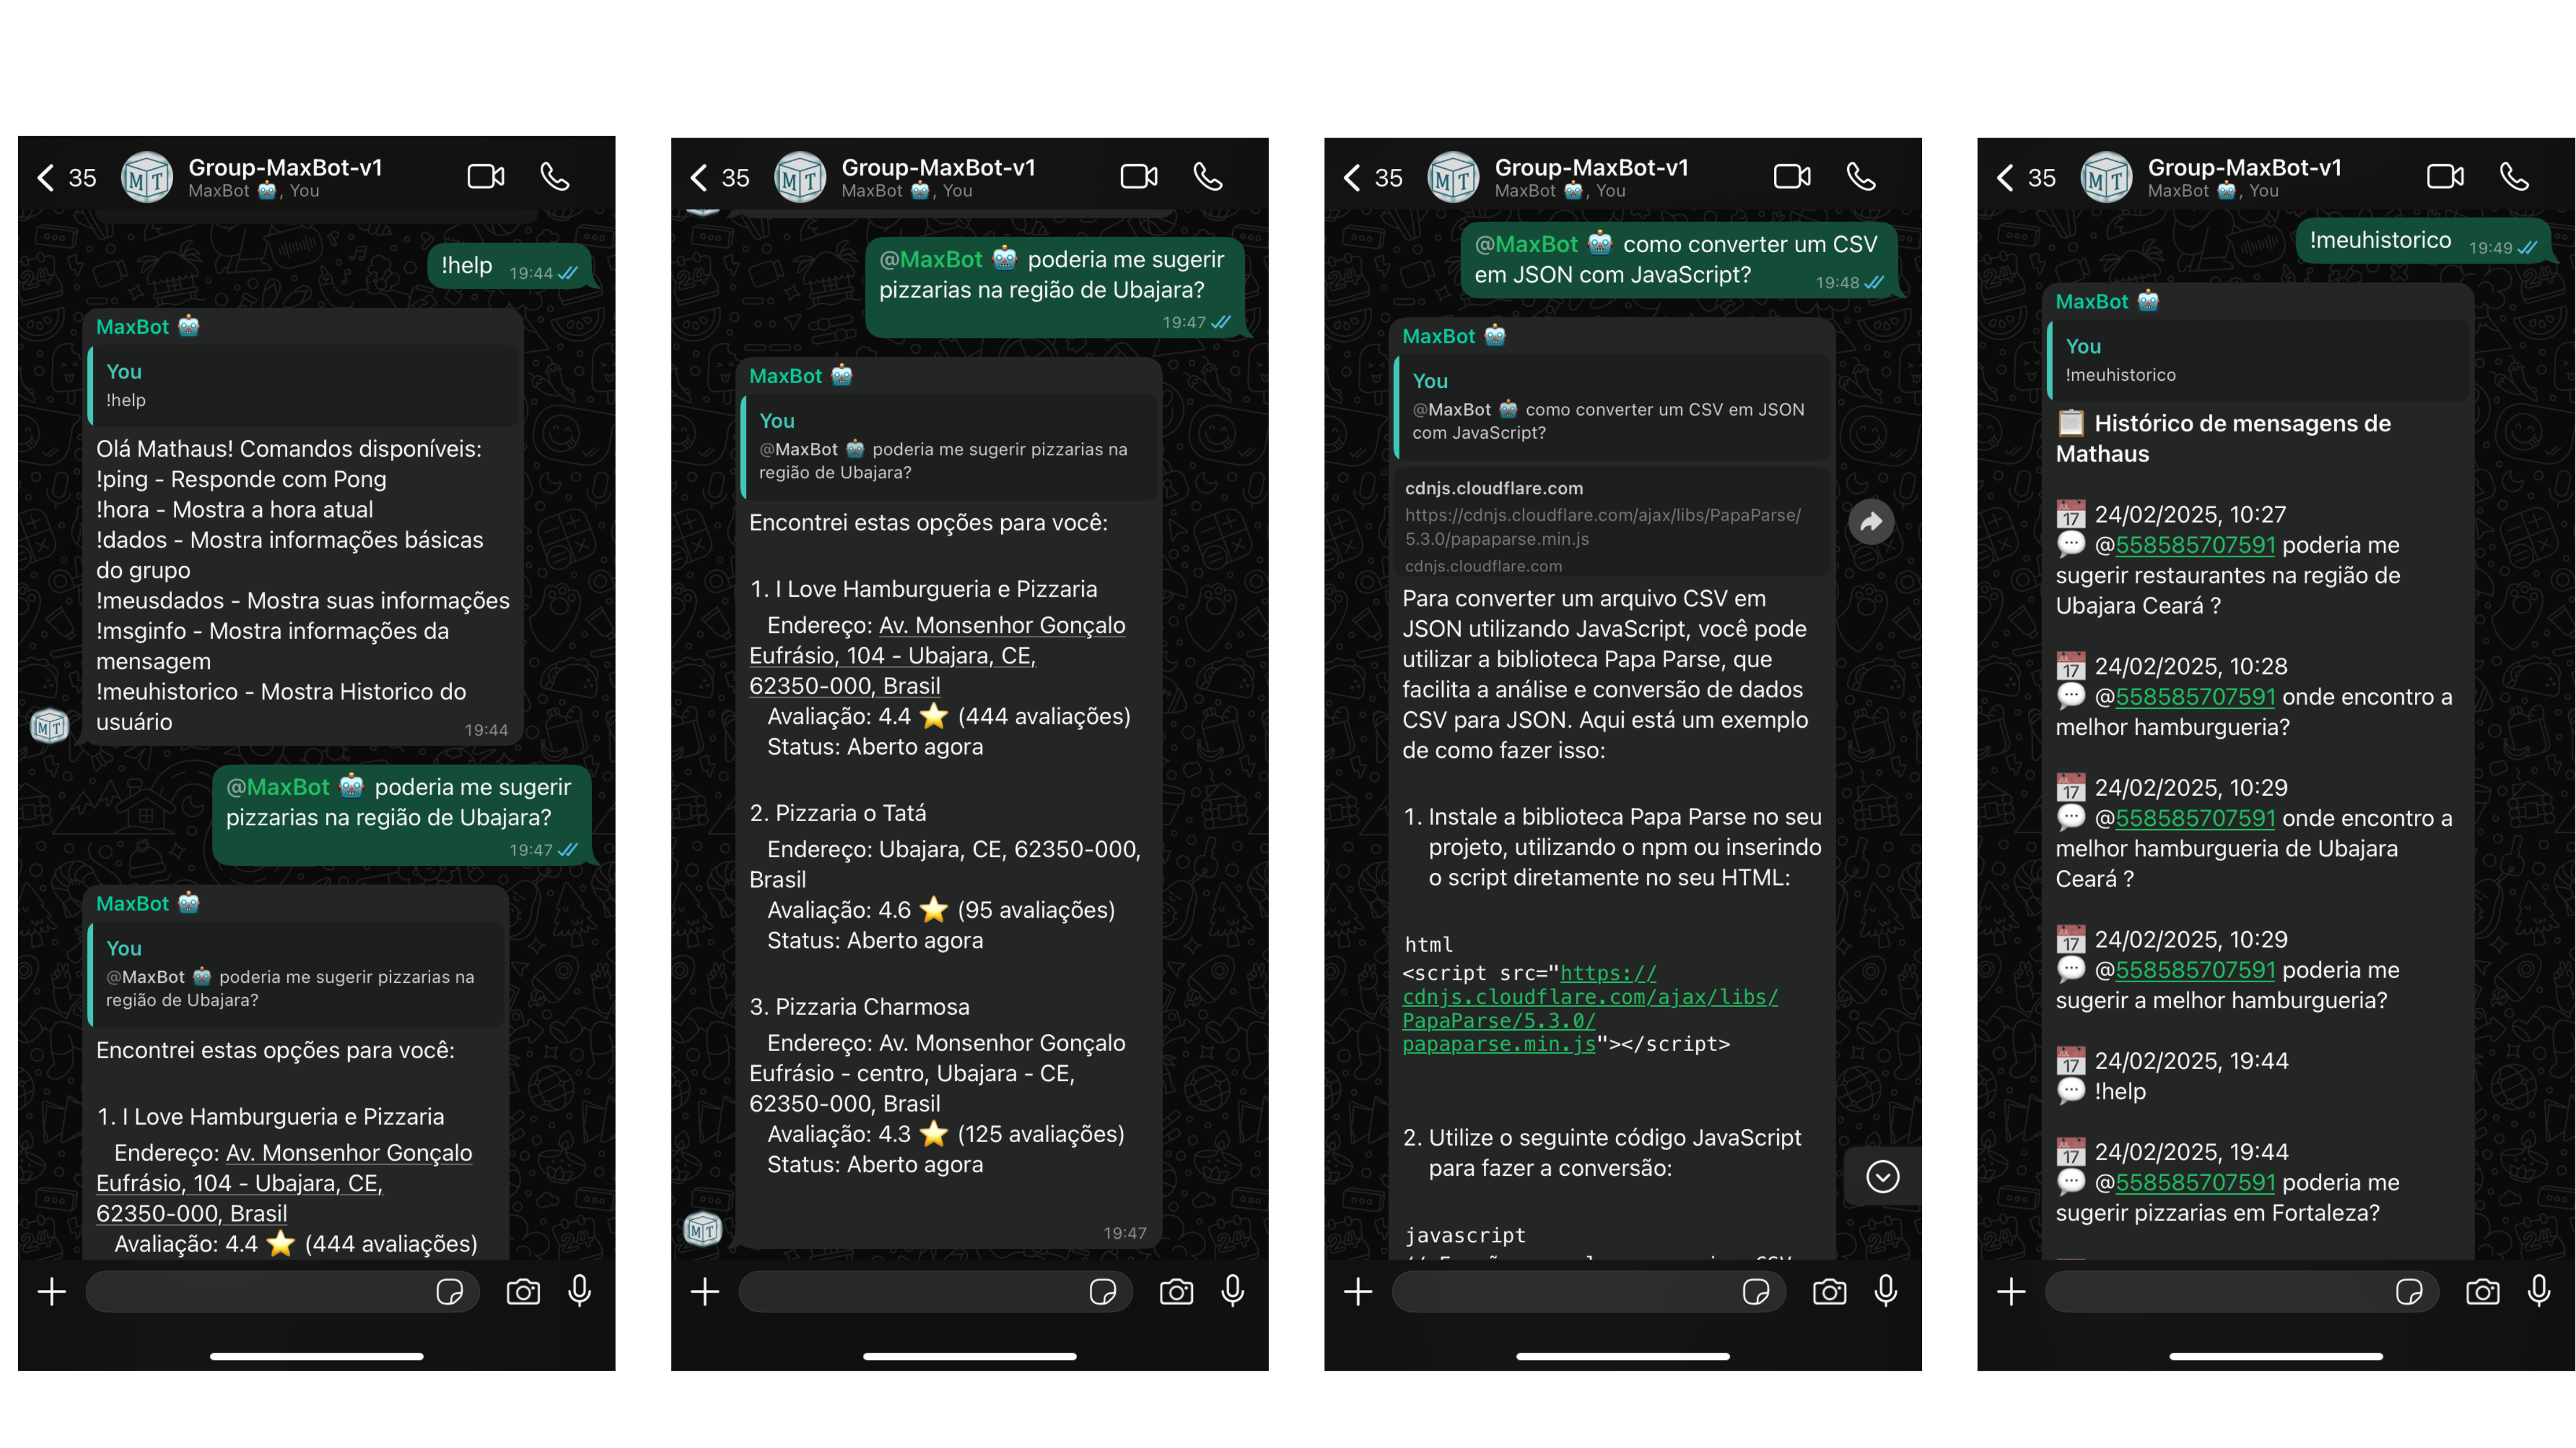 35
Group-MaxBot-v1
MaxBot 🤖, You
!help 19:44
MaxBot 🤖
You
!help
Olá Mathaus! Comandos disponíveis:
!ping - Responde com Pong
!hora - Mostra a hora atual
!dados - Mostra informações básicas
do grupo
!meusdados - Mostra suas informações
!msginfo - Mostra informações da
mensagem
!meuhistorico - Mostra Historico do
usuário
19:44
MT
@MaxBot 🤖 poderia me sugerir
pizzarias na região de Ubajara?
19:47
MaxBot 🤖
You
@MaxBot 🤖 poderia me sugerir pizzarias na
região de Ubajara?
Encontrei estas opções para você:
1. I Love Hamburgueria e Pizzaria
Endereço: Av. Monsenhor Gonçalo
Eufrásio, 104 - Ubajara, CE,
62350-000, Brasil
Avaliação: 4.4 ⭐ (444 avaliações)
35
MT
Group-MaxBot-v1
MaxBot 🤖, You
@MaxBot 🤖 poderia me sugerir
pizzarias na região de Ubajara?
19:47
MaxBot 🤖
You
@MaxBot 🤖 poderia me sugerir pizzarias na
região de Ubajara?
Encontrei estas opções para você:
1. I Love Hamburgueria e Pizzaria
Endereço: Av. Monsenhor Gonçalo
Eufrásio, 104 - Ubajara, CE,
62350-000, Brasil
Avaliação: 4.4 ⭐ (444 avaliações)
Status: Aberto agora
2. Pizzaria o Tatá
Endereço: Ubajara, CE, 62350-000,
Brasil
Avaliação: 4.6 ⭐ (95 avaliações)
Status: Aberto agora
3. Pizzaria Charmosa
Endereço: Av. Monsenhor Gonçalo
Eufrásio - centro, Ubajara - CE,
62350-000, Brasil
Avaliação: 4.3 ⭐ (125 avaliações)
Status: Aberto agora
MT
19:47
35
MT
Group-MaxBot-v1
MaxBot 🤖, You
@MaxBot 🤖 como converter um CSV
em JSON com JavaScript?
19:48
MaxBot 🤖
You
@MaxBot 🤖 como converter um CSV em JSON
com JavaScript?
cdnjs.cloudflare.com
https://cdnjs.cloudflare.com/ajax/libs/PapaParse/
5.3.0/papaparse.min.js
cdnjs.cloudflare.com
Para converter um arquivo CSV em
JSON utilizando JavaScript, você pode
utilizar a biblioteca Papa Parse, que
facilita a análise e conversão de dados
CSV para JSON. Aqui está um exemplo
de como fazer isso:
1. Instale a biblioteca Papa Parse no seu
projeto, utilizando o npm ou inserindo
o script diretamente no seu HTML:
html
<script src="https://
cdnjs.cloudflare.com/ajax/libs/
PapaParse/5.3.0/
papaparse.min.js"></script>
2. Utilize o seguinte código JavaScript
para fazer a conversão:
javascript
35
MT
Group-MaxBot-v1
MaxBot 🤖, You
!meuhistorico 19:49
MaxBot 🤖
You
!meuhistorico
📋 Histórico de mensagens de
Mathaus
📅 24/02/2025, 10:27
💬 @558585707591 poderia me
sugerir restaurantes na região de
Ubajara Ceará ?
📅 24/02/2025, 10:28
💬 @558585707591 onde encontro a
melhor hamburgueria?
📅 24/02/2025, 10:29
💬 @558585707591 onde encontro a
melhor hamburgueria de Ubajara
Ceará ?
📅 24/02/2025, 10:29
💬 @558585707591 poderia me
sugerir a melhor hamburgueria?
📅 24/02/2025, 19:44
💬 !help
📅 24/02/2025, 19:44
💬 @558585707591 poderia me
sugerir pizzarias em Fortaleza?